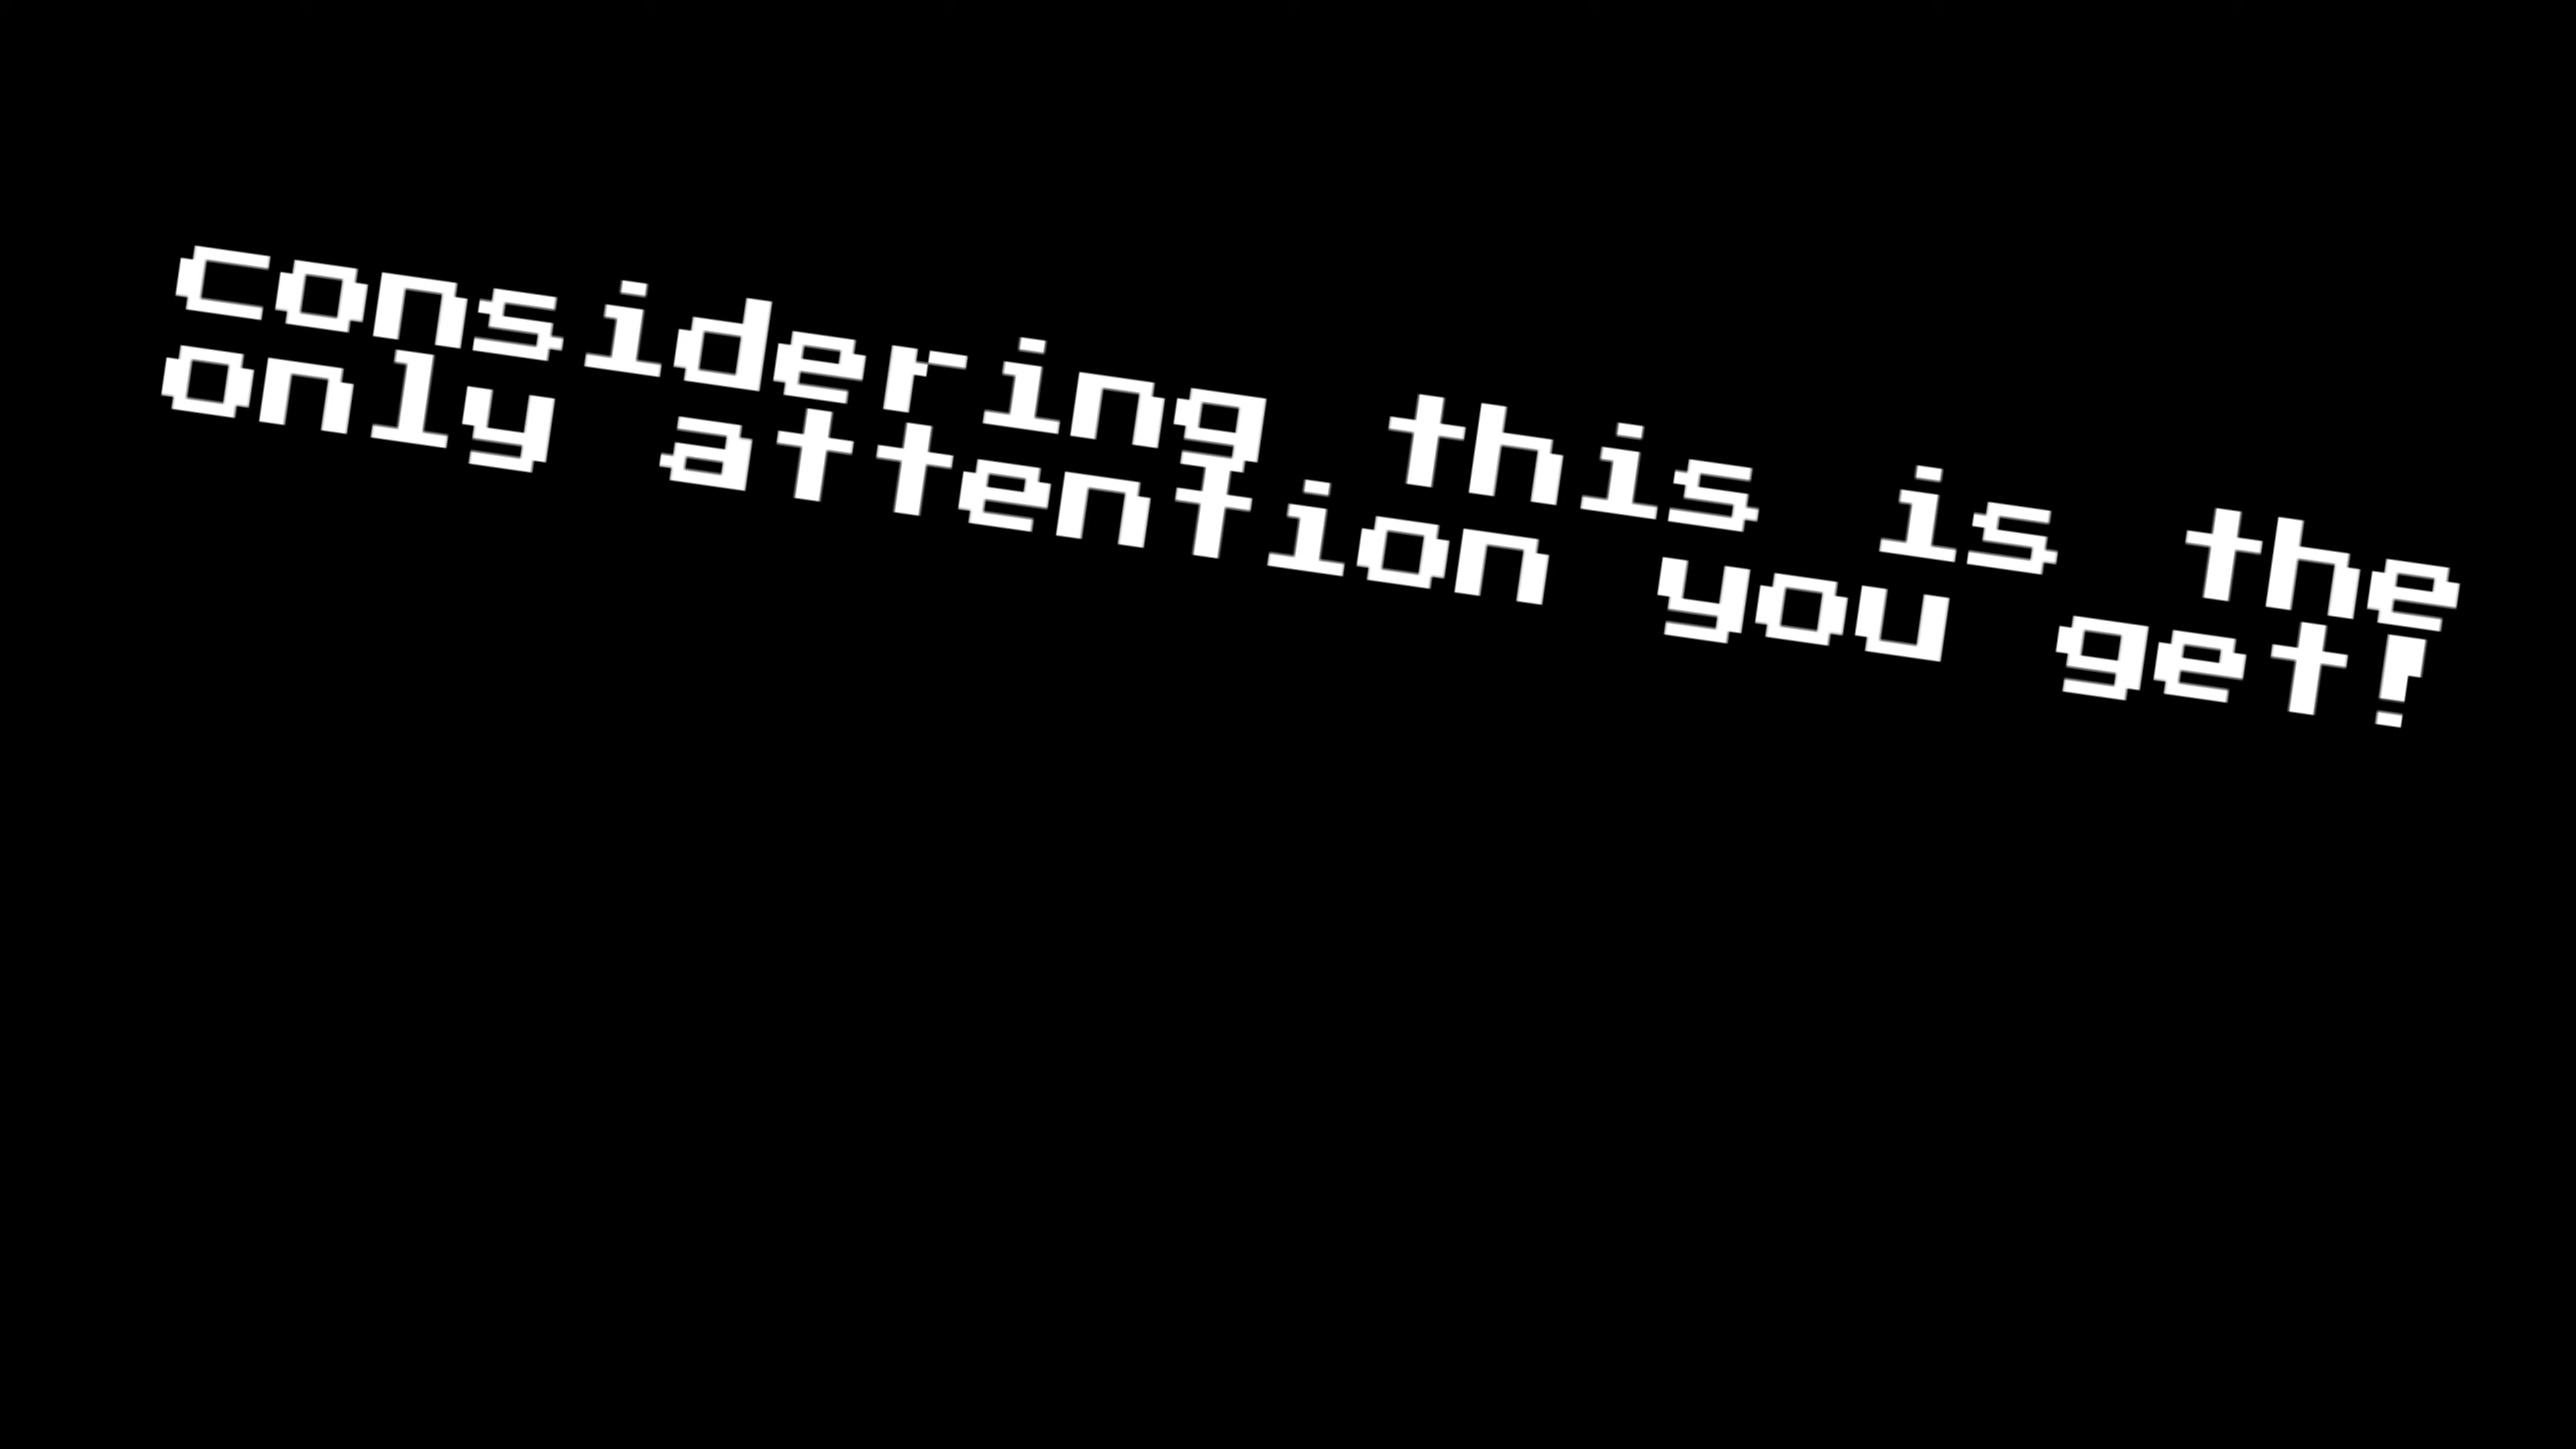 considering this is the
only attention you get!